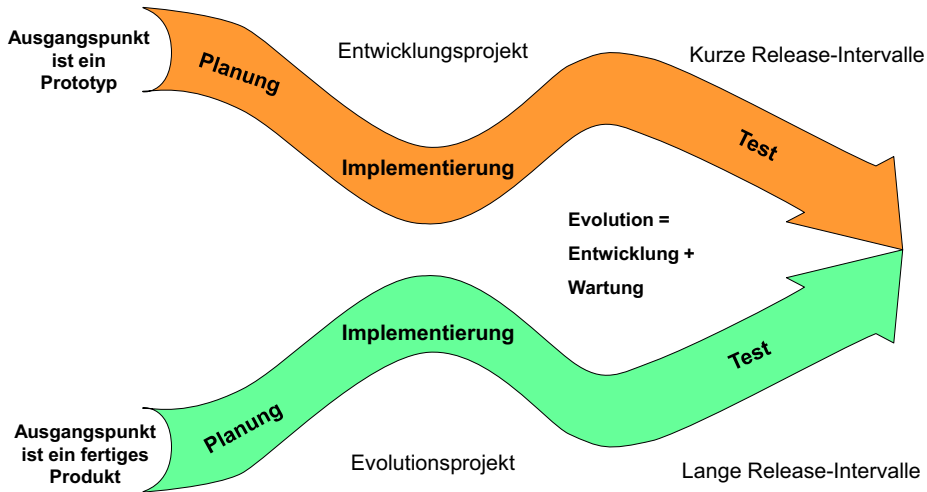 Ausgangspunkt
ist ein
Prototyp
Planung
Entwicklungsprojekt
Kurze Release-Intervalle
Implementierung
Test
Evolution =
Entwicklung +
Wartung
Implementierung
Test
Planung
Ausgangspunkt
ist ein fertiges
Produkt
Evolutionsprojekt
Lange Release-Intervalle